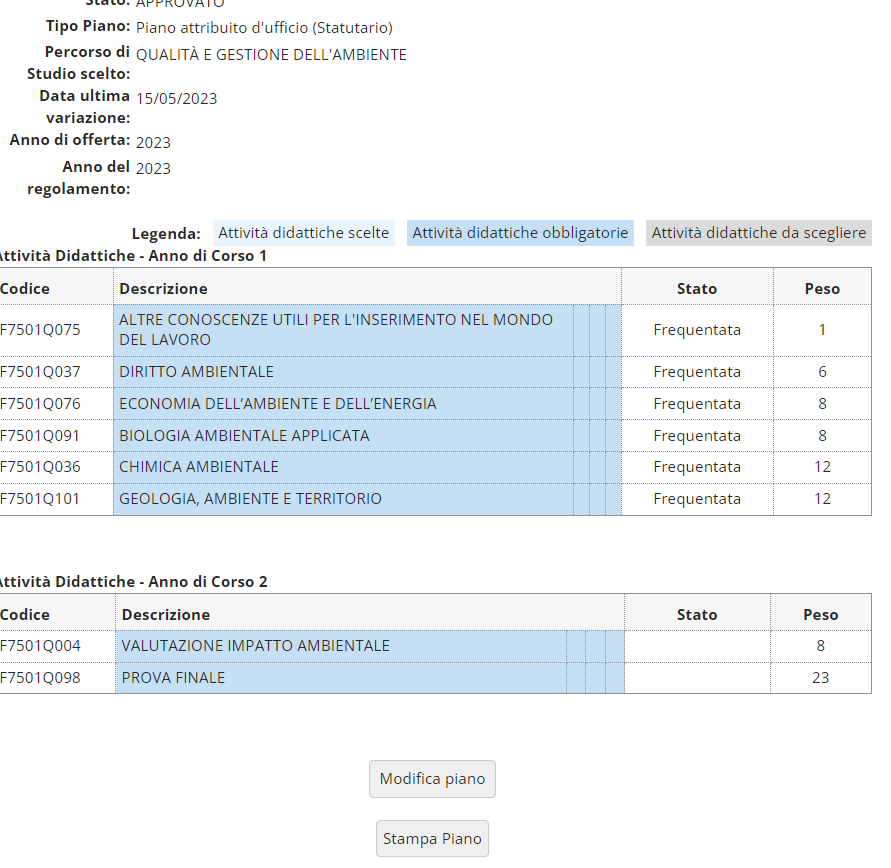 Stato: APPROVATO
Tipo Piano: Piano attribuito d'ufficio (Statutario)
Percorso di Studio scelto: QUALITÀ E GESTIONE DELL'AMBIENTE
Data ultima variazione: 15/05/2023
Anno di offerta: 2023
Anno del regolamento: 2023
Legenda: Attività didattiche scelte Attività didattiche obbligatorie Attività didattiche da scegliere
Attività Didattiche - Anno di Corso 1
Codice Descrizione Stato Peso
F7501Q075 ALTRE CONOSCENZE UTILI PER L'INSERIMENTO NEL MONDO DEL LAVORO Frequentata 1
F7501Q037 DIRITTO AMBIENTALE Frequentata 6
F7501Q076 ECONOMIA DELL’AMBIENTE E DELL’ENERGIA Frequentata 8
F7501Q091 BIOLOGIA AMBIENTALE APPLICATA Frequentata 8
F7501Q036 CHIMICA AMBIENTALE Frequentata 12
F7501Q101 GEOLOGIA, AMBIENTE E TERRITORIO Frequentata 12
Attività Didattiche - Anno di Corso 2
Codice Descrizione Stato Peso
F7501Q004 VALUTAZIONE IMPATTO AMBIENTALE 8
F7501Q098 PROVA FINALE 23
Modifica piano
Stampa Piano